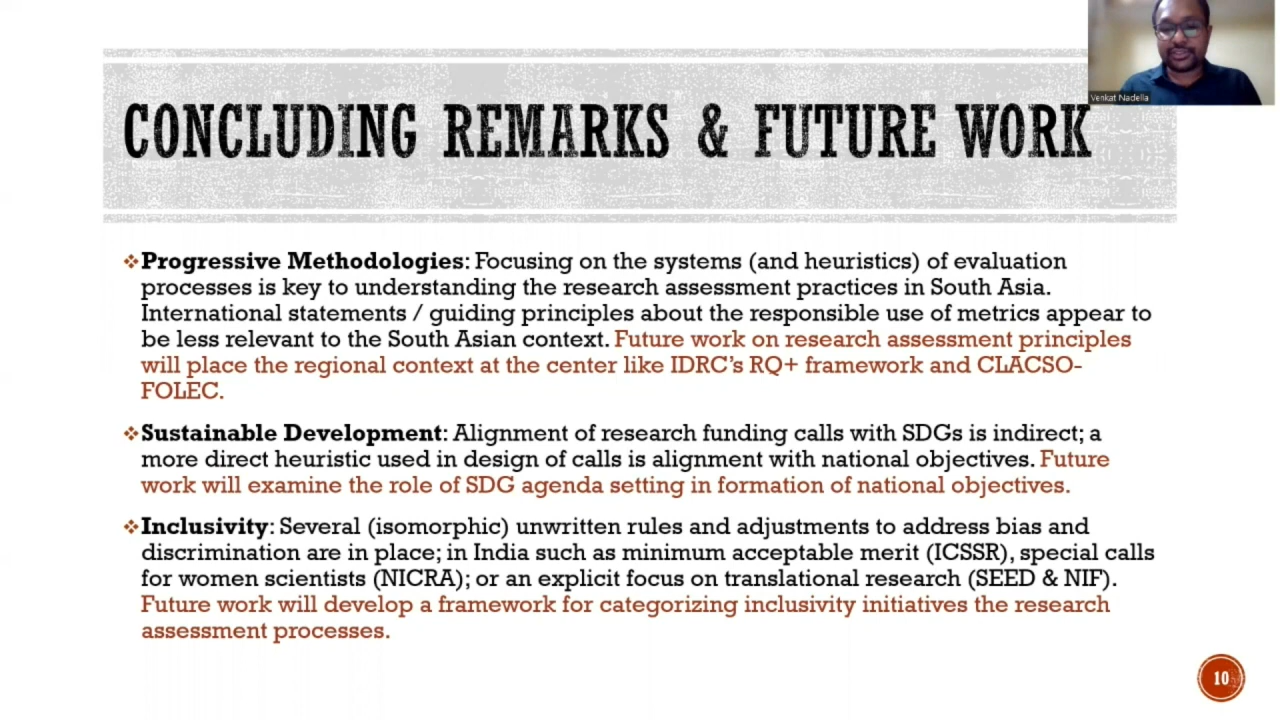 Venkat Nadella
CONCLUDING REMARKS & FUTURE WORK
❖Progressive Methodologies: Focusing on the systems (and heuristics) of evaluation
processes is key to understanding the research assessment practices in South Asia.
International statements / guiding principles about the responsible use of metrics appear to
be less relevant to the South Asian context. Future work on research assessment principles
will place the regional context at the center like IDRC’s RQ+ framework and CLACSO-
FOLEC.
❖Sustainable Development: Alignment of research funding calls with SDGs is indirect; a
more direct heuristic used in design of calls is alignment with national objectives. Future
work will examine the role of SDG agenda setting in formation of national objectives.
❖Inclusivity: Several (isomorphic) unwritten rules and adjustments to address bias and
discrimination are in place; in India such as minimum acceptable merit (ICSSR), special calls
for women scientists (NICRA); or an explicit focus on translational research (SEED & NIF).
Future work will develop a framework for categorizing inclusivity initiatives the research
assessment processes.
10